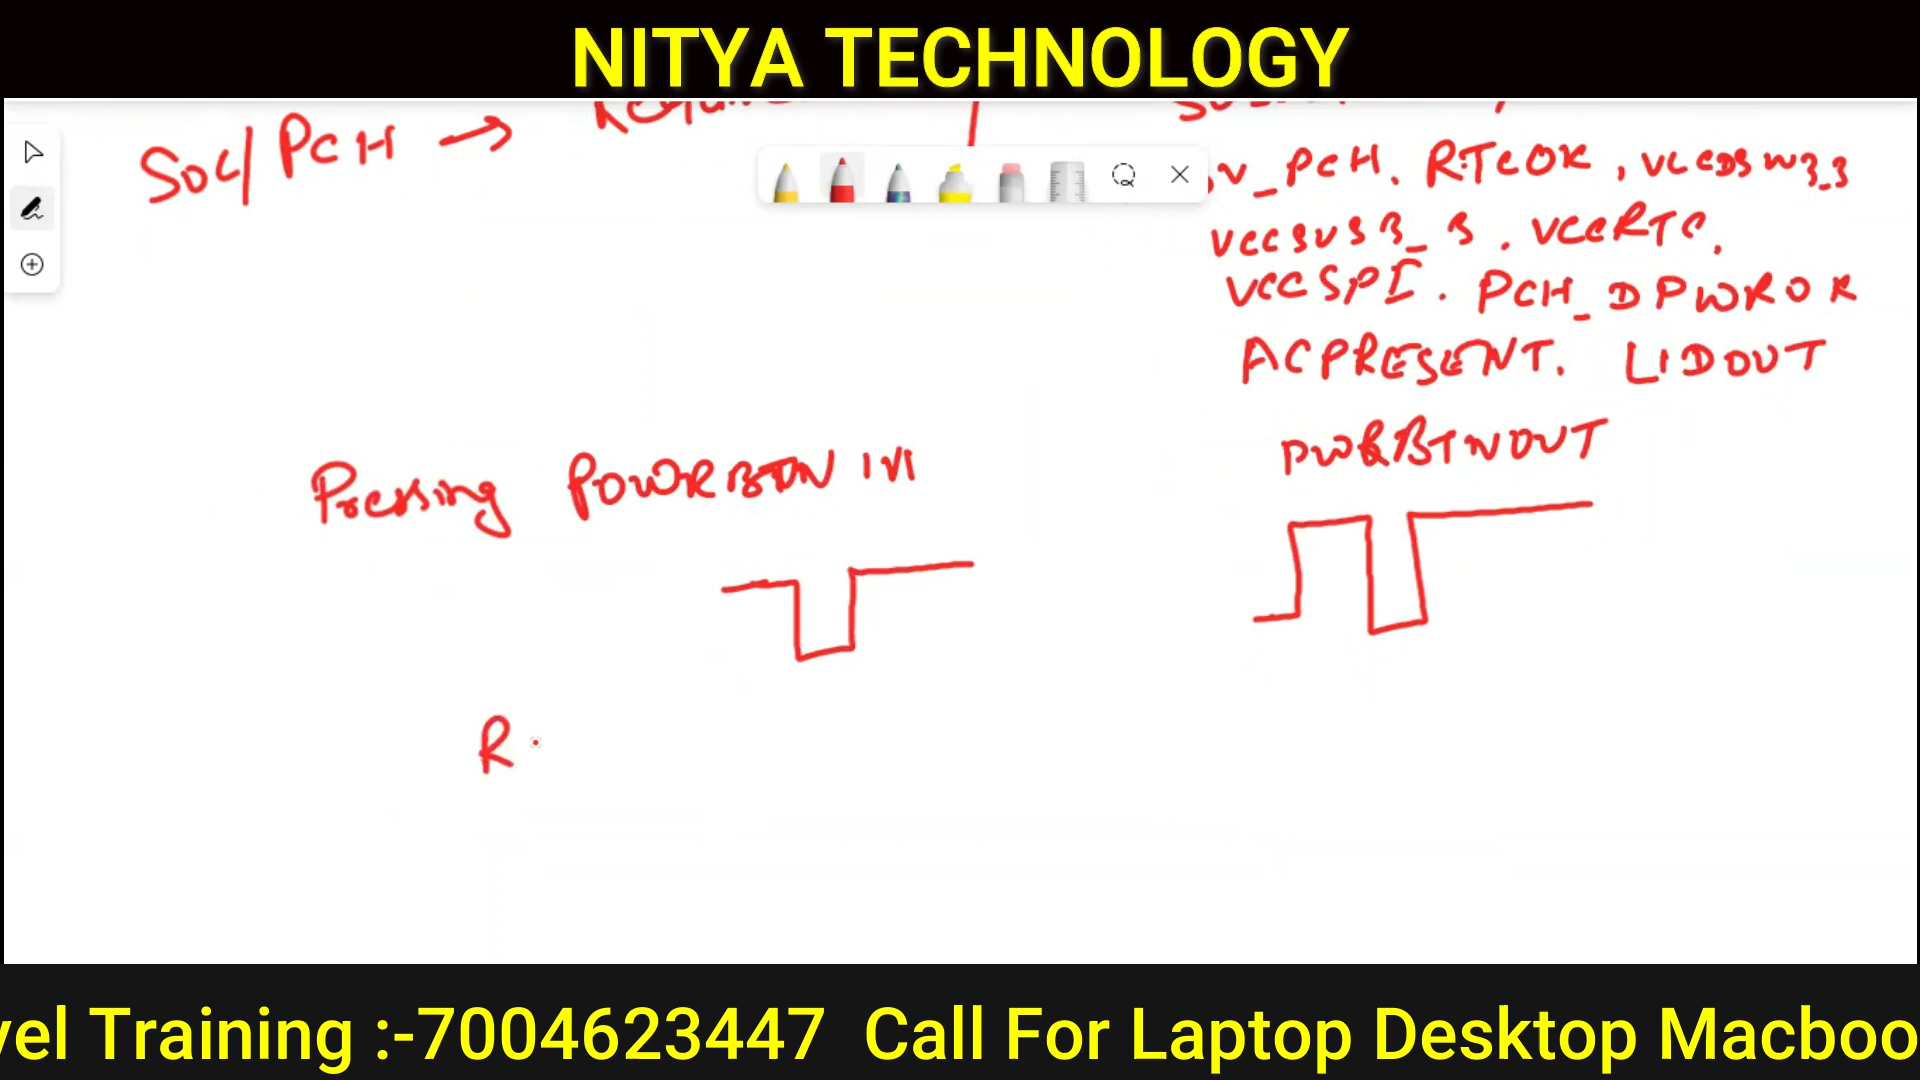 NITYA TECHNOLOGY
SOC/PCH →
V_PCH. RTCOK, VCCDSW3_3
VCCSUS3_3. VCCRTC.
VCCSPI. PCH_DPWROK
ACPRESENT. LIDOUT
PWRBTNOUT
Pressing POWRBTN
R
vel Training :-7004623447 Call For Laptop Desktop Macboo